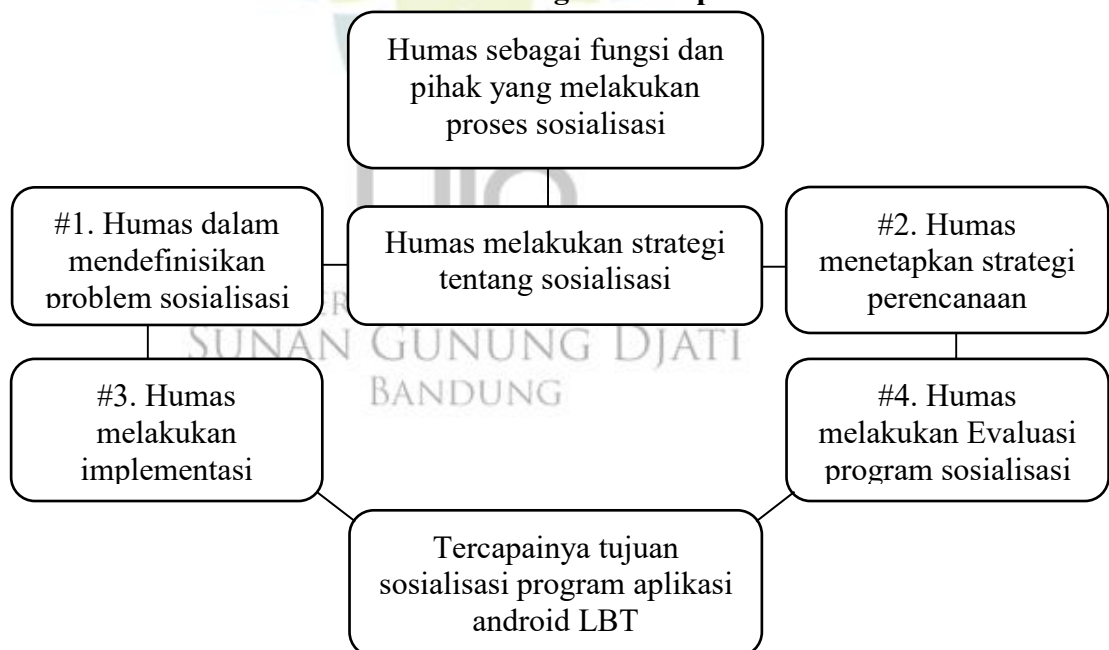 Humas sebagai fungsi dan
pihak yang melakukan
proses sosialisasi
#1. Humas dalam
mendefinisikan
problem sosialisasi
Humas melakukan strategi
tentang sosialisasi
#2. Humas
menetapkan strategi
perencanaan
SUNAN GUNUNG DJATI
BANDUNG
#3. Humas
melakukan
implementasi
#4. Humas
melakukan Evaluasi
program sosialisasi
Tercapainya tujuan
sosialisasi program aplikasi
android LBT